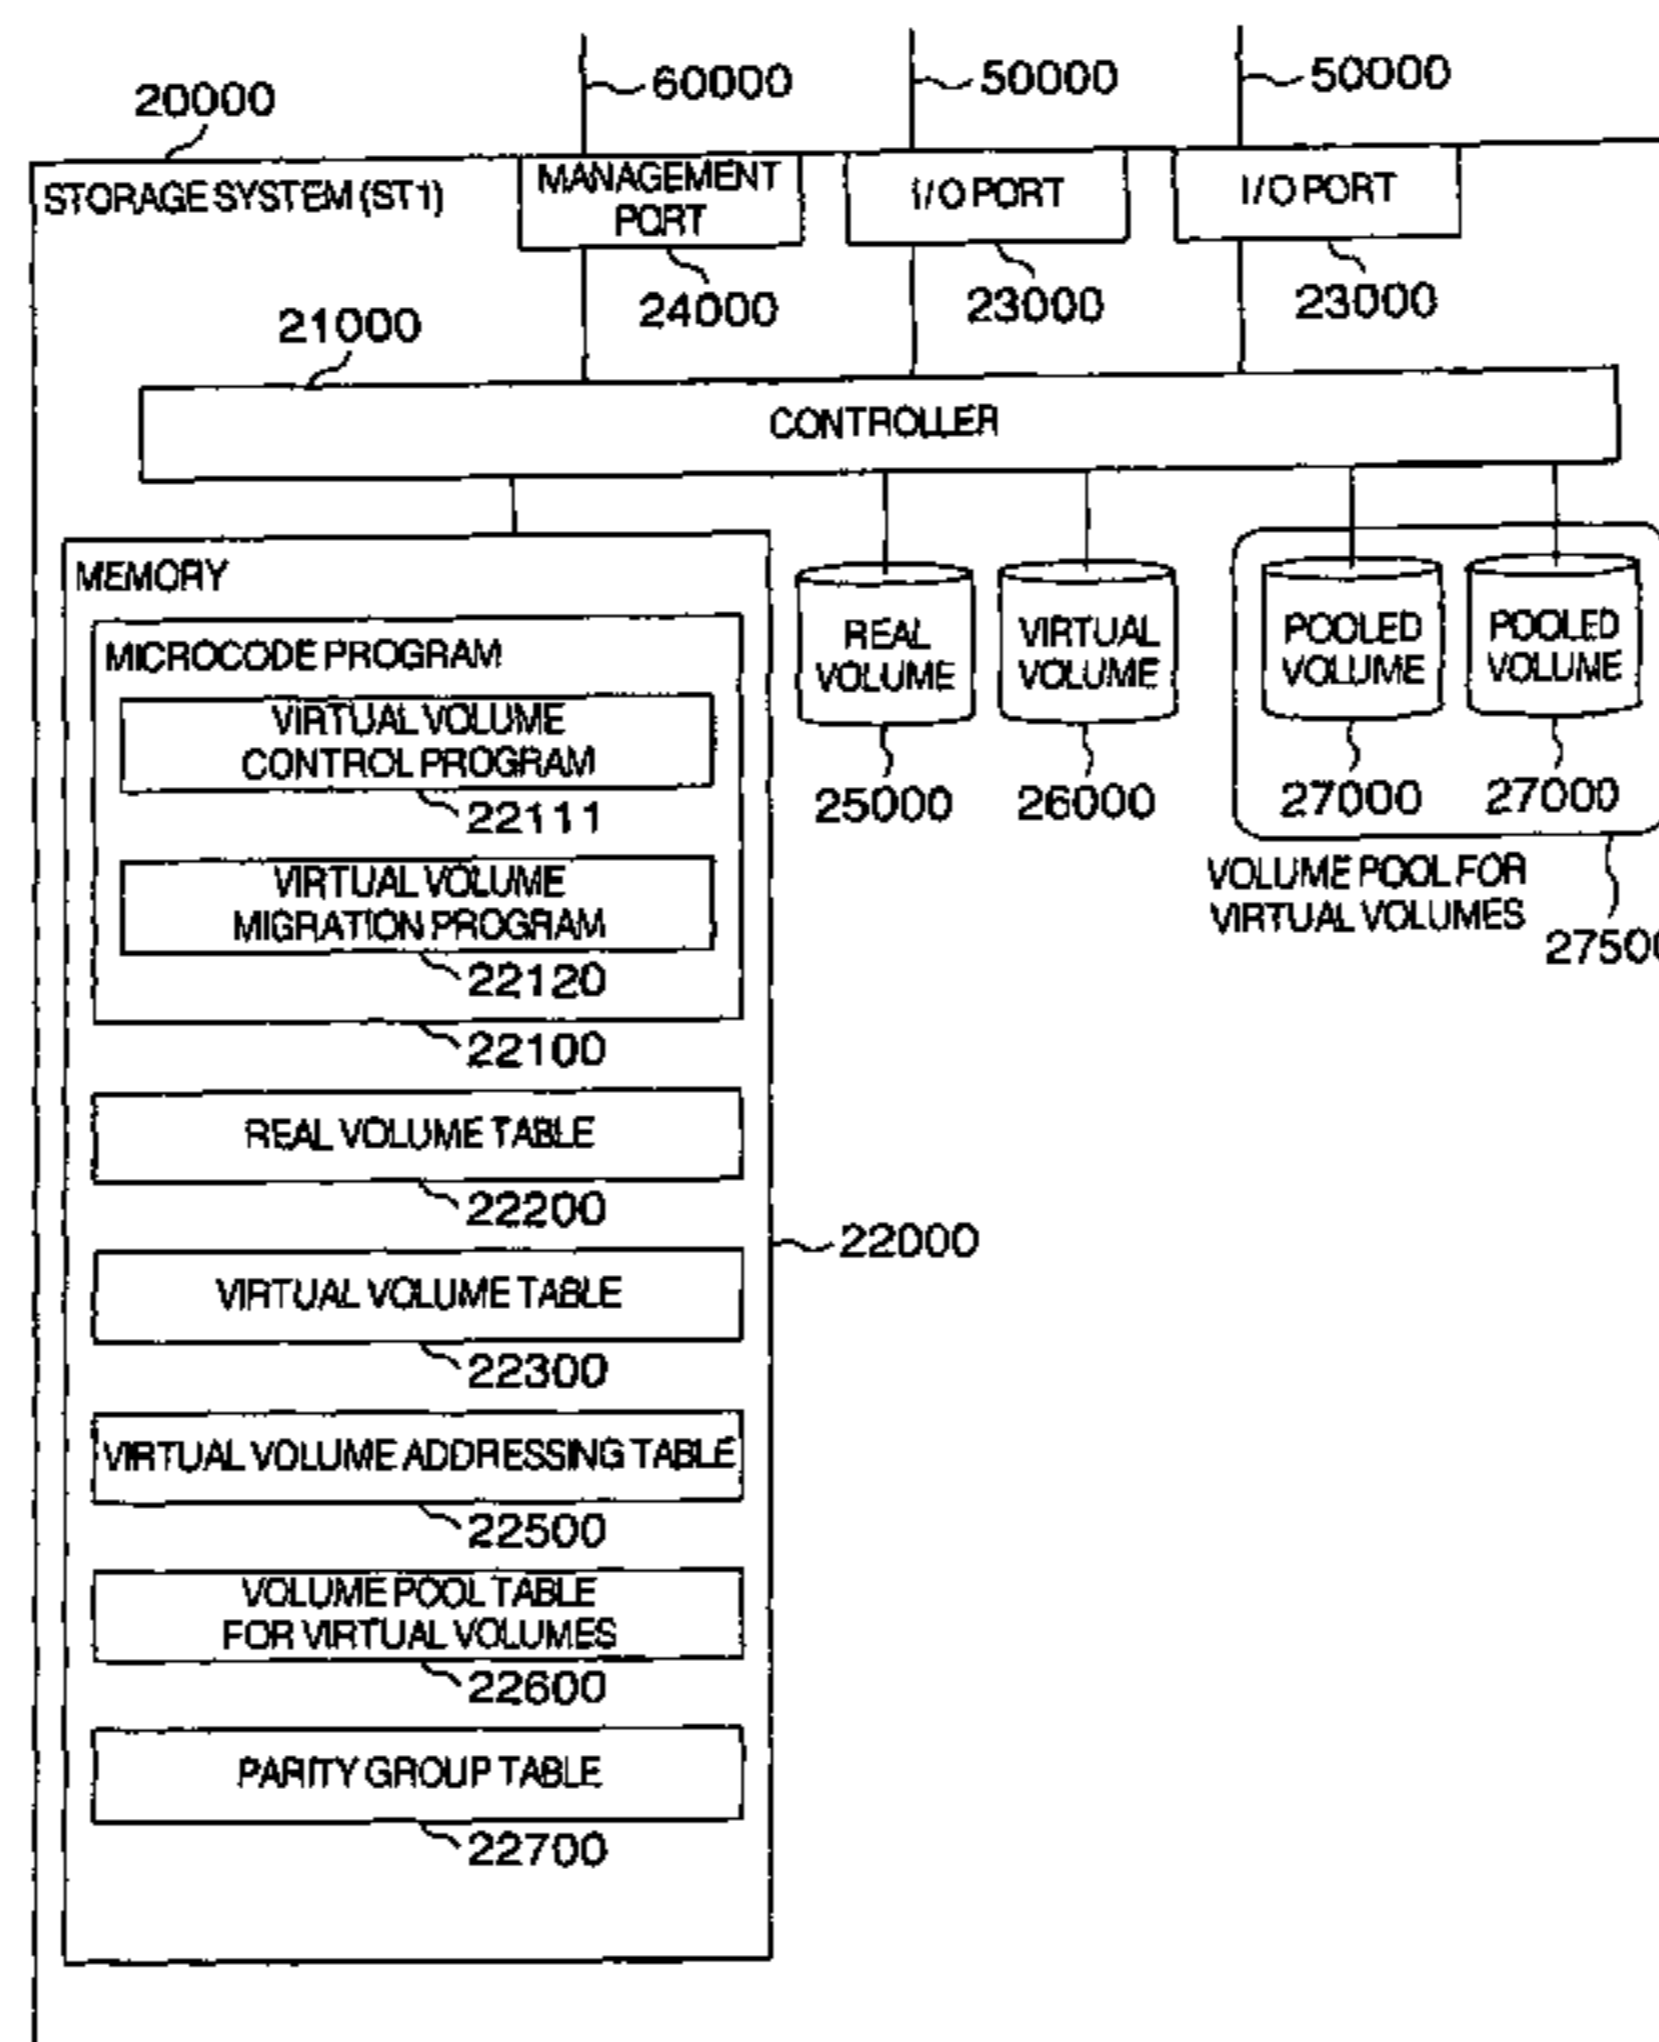 60000
50000
50000
20000
STORAGE SYSTEM (ST1)
MANAGEMENT
PORT
I/O PORT
I/O PORT
24000
23000
23000
21000
CONTROLLER
MEMORY
MICROCODE PROGRAM
VIRTUAL VOLUME
CONTROL PROGRAM
22111
VIRTUAL VOLUME
MIGRATION PROGRAM
22120
22100
REAL VOLUME TABLE
22200
VIRTUAL VOLUME TABLE
22300
VIRTUAL VOLUME ADDRESSING TABLE
22500
VOLUME POOL TABLE
FOR VIRTUAL VOLUMES
22600
PARITY GROUP TABLE
22700
22000
REAL
VOLUME
25000
VIRTUAL
VOLUME
26000
POOLED
VOLUME
27000
POOLED
VOLUME
27000
VOLUME POOL FOR
VIRTUAL VOLUMES